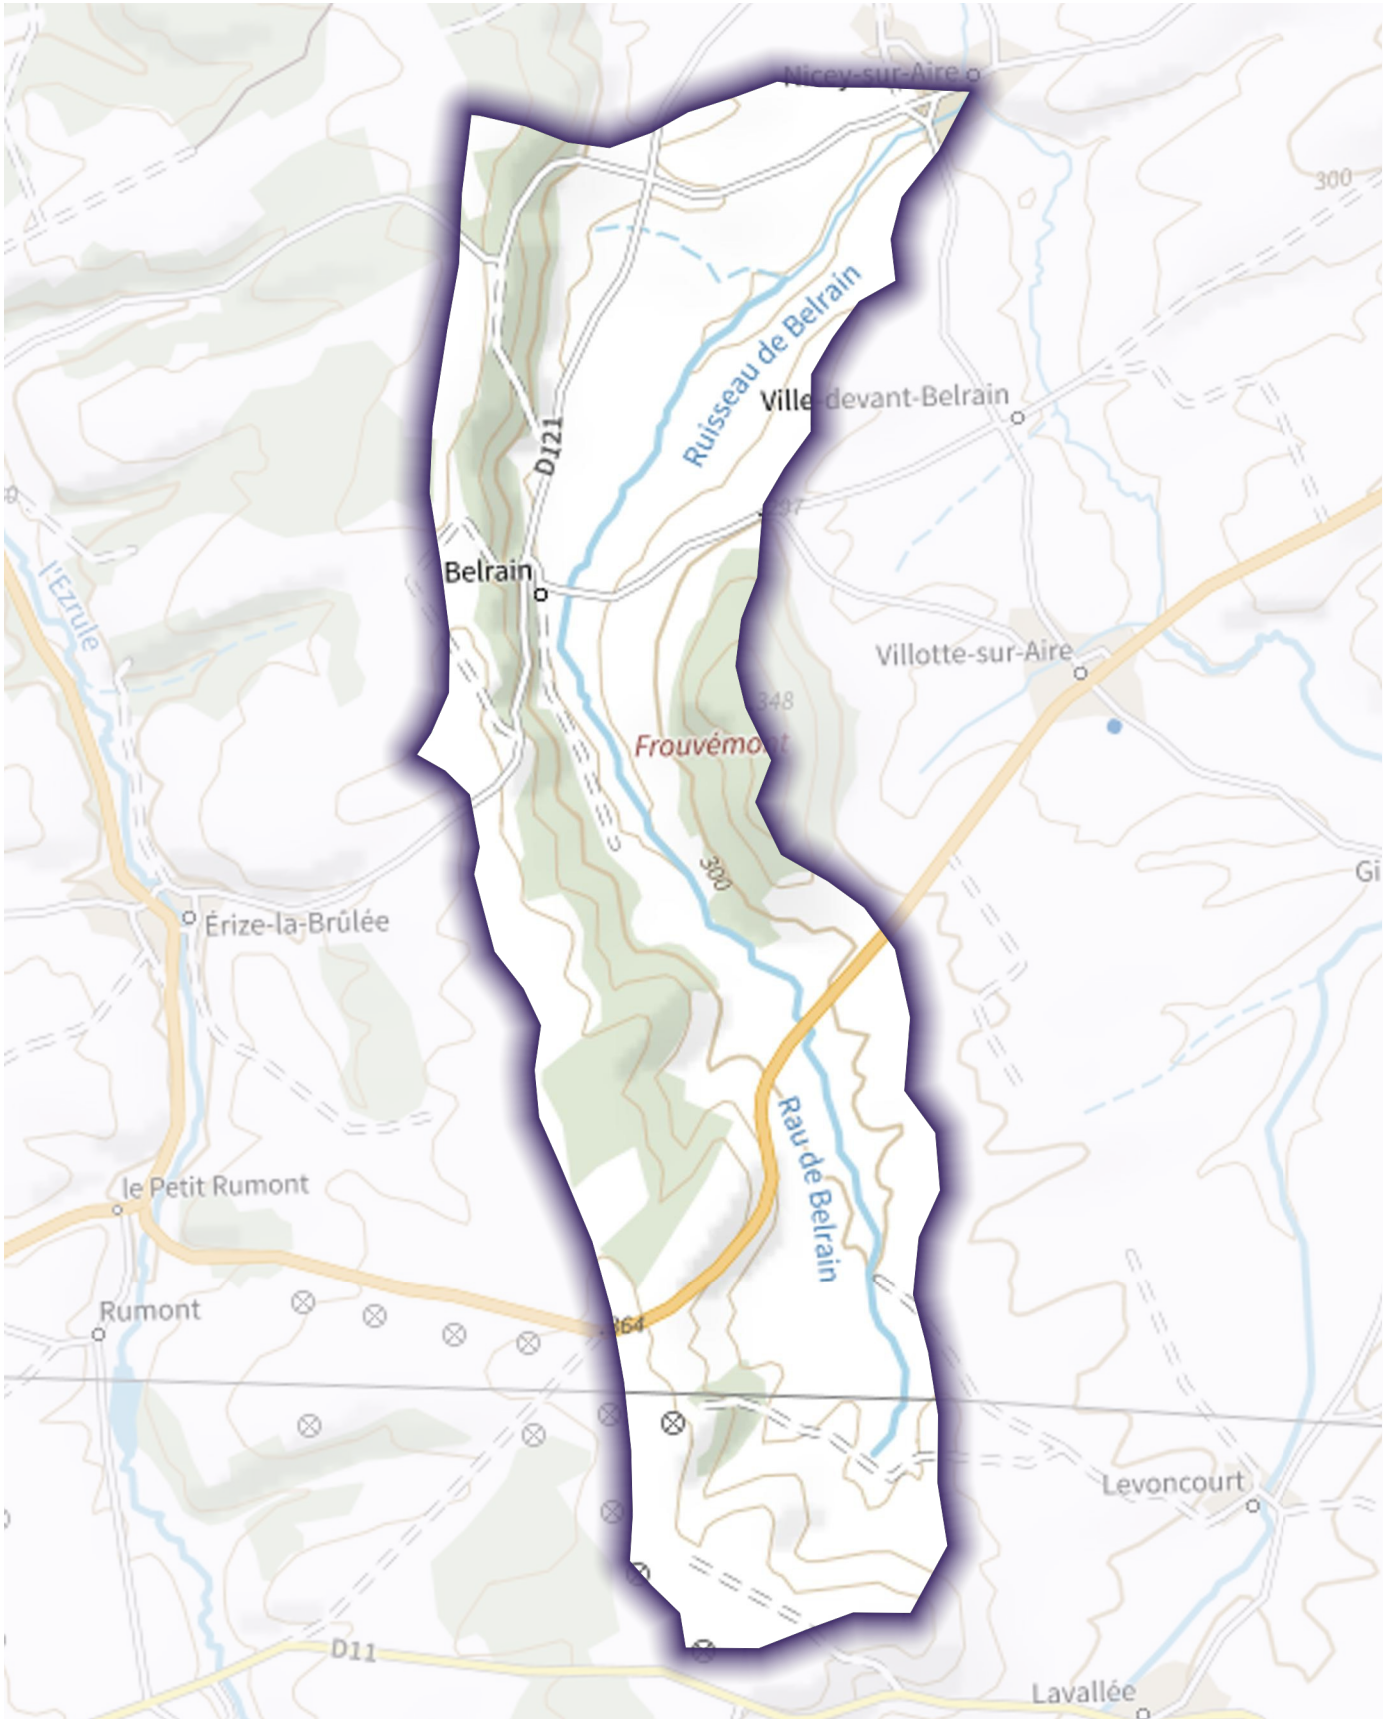 Nicey-sur-Aire
300
Ruisseau de Belrain
Ville-devant-Belrain
D121
297
l'Ezrule
Belrain
Villotte-sur-Aire
348
Frouvémont
300
Gi
Érize-la-Brûlée
Rau de Belrain
le Petit Rumont
Rumont
364
Levoncourt
D11
Lavallée